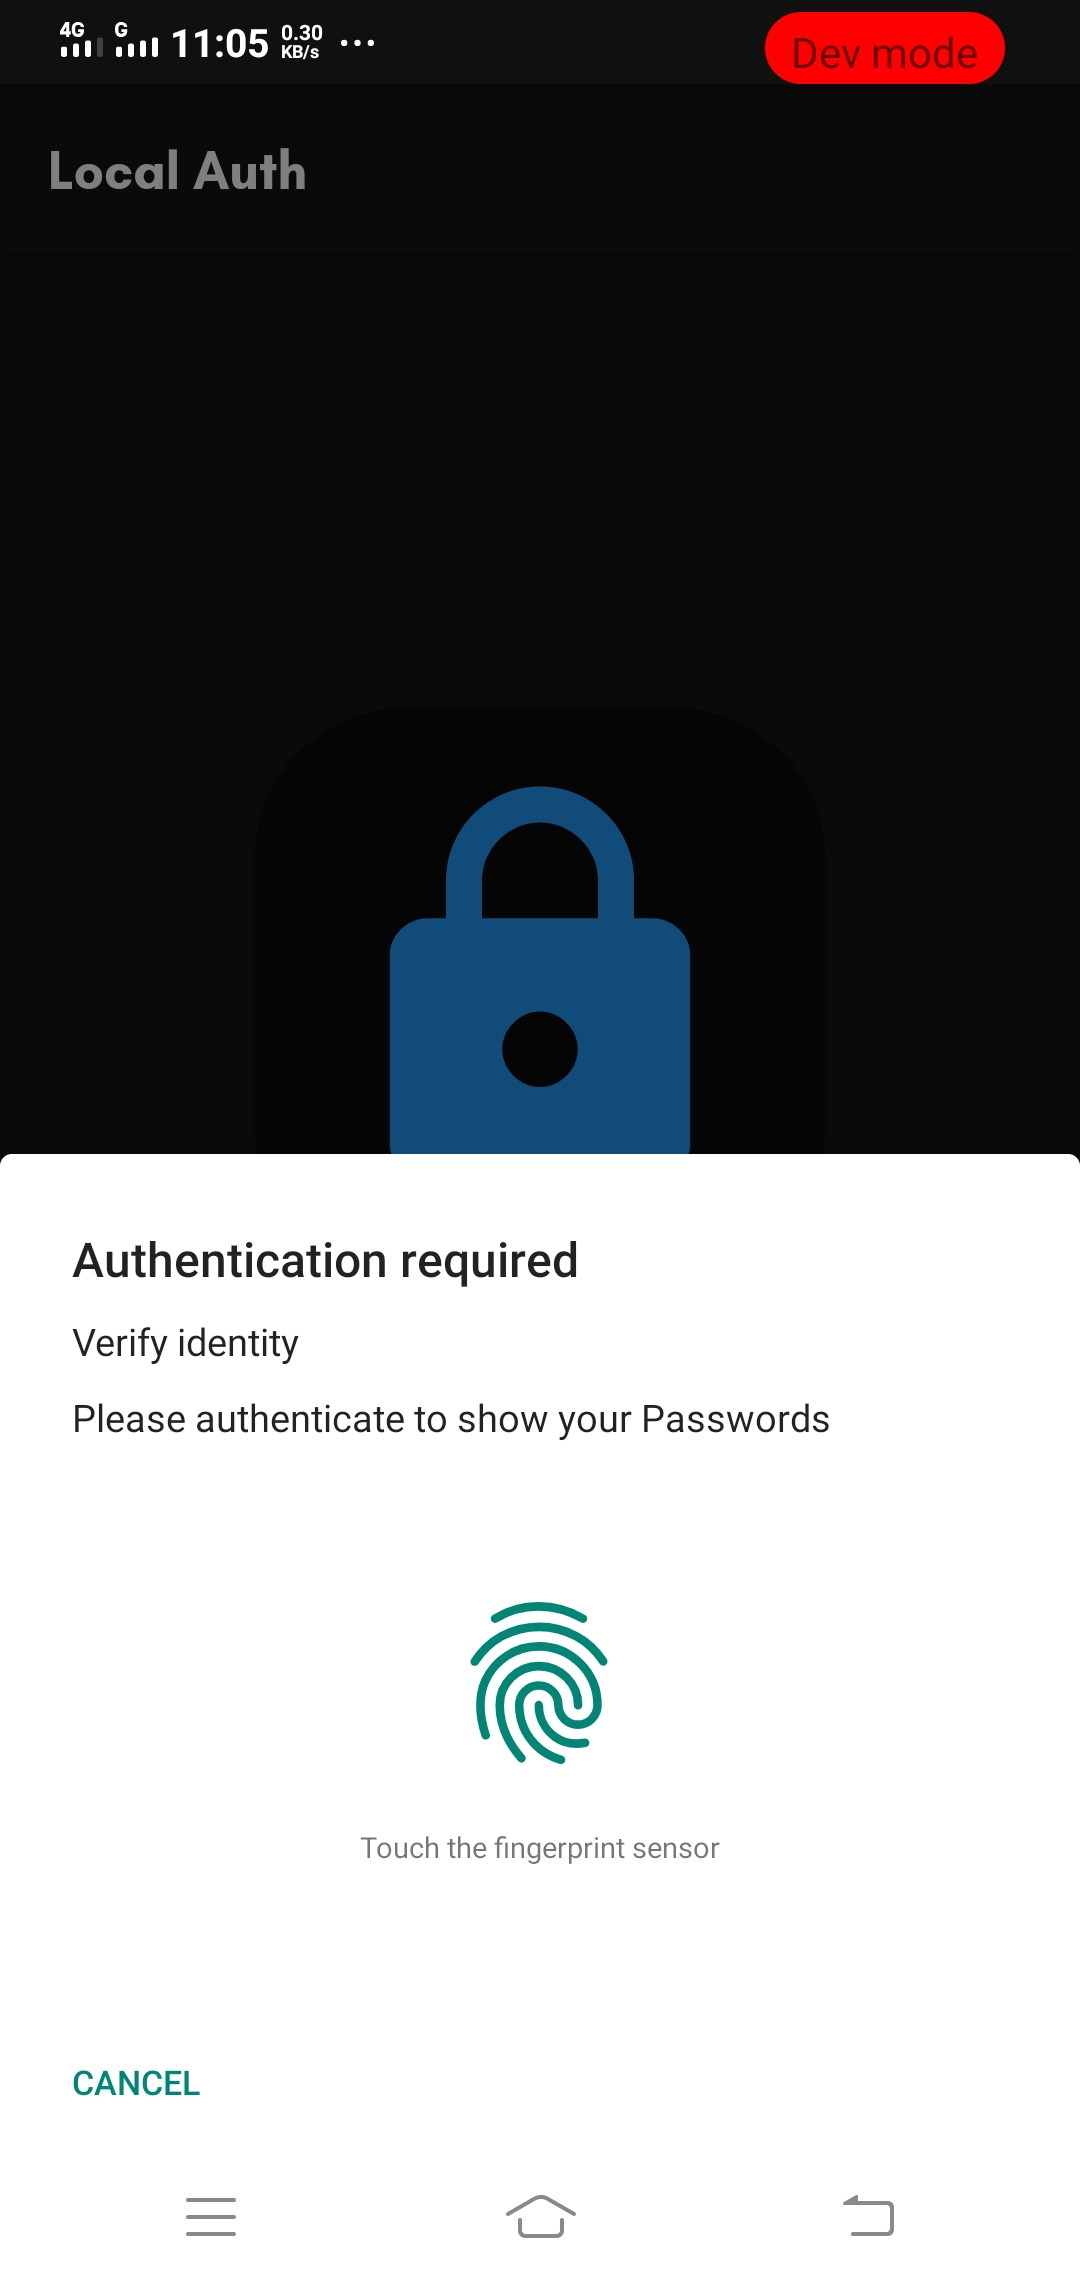 4G G 11:05 0.30 KB/s ...
Dev mode
Local Auth
Authentication required
Verify identity
Please authenticate to show your Passwords
Touch the fingerprint sensor
CANCEL